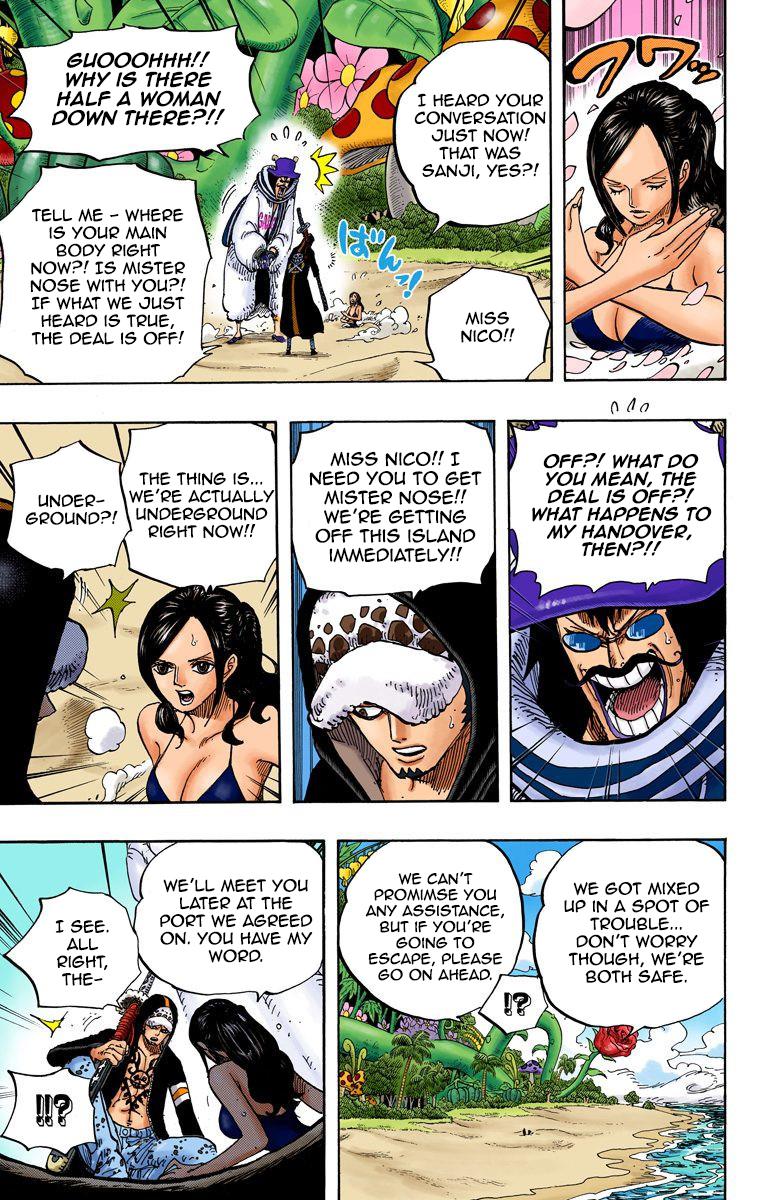 フワッ
I HEARD YOUR
CONVERSATION
JUST NOW!
THAT WAS
SANJI, YES?!
MISS
NICO!!
ばん!
GUOOOHHH!!
WHY IS THERE
HALF A WOMAN
DOWN THERE?!!
TELL ME - WHERE
IS YOUR MAIN
BODY RIGHT
NOW?! IS MISTER
NOSE WITH YOU?!
IF WHAT WE JUST
HEARD IS TRUE,
THE DEAL IS OFF!
OFF?! WHAT DO
YOU MEAN, THE
DEAL IS OFF?!
WHAT HAPPENS TO
MY HANDOVER,
THEN?!!
MISS NICO!! I
NEED YOU TO GET
MISTER NOSE!!
WE'RE GETTING
OFF THIS ISLAND
IMMEDIATELY!!
THE THING IS...
WE'RE ACTUALLY
UNDERGROUND
RIGHT NOW!!
UNDER-
GROUND?!
WE GOT MIXED
UP IN A SPOT OF
TROUBLE...
DON'T WORRY
THOUGH, WE'RE
BOTH SAFE.
WE CAN'T
PROMIMSE YOU
ANY ASSISTANCE,
BUT IF YOU'RE
GOING TO
ESCAPE, PLEASE
GO ON AHEAD.
!?
WE'LL MEET YOU
LATER AT THE
PORT WE AGREED
ON. YOU HAVE MY
WORD.
I SEE.
ALL
RIGHT,
THE-
!!?